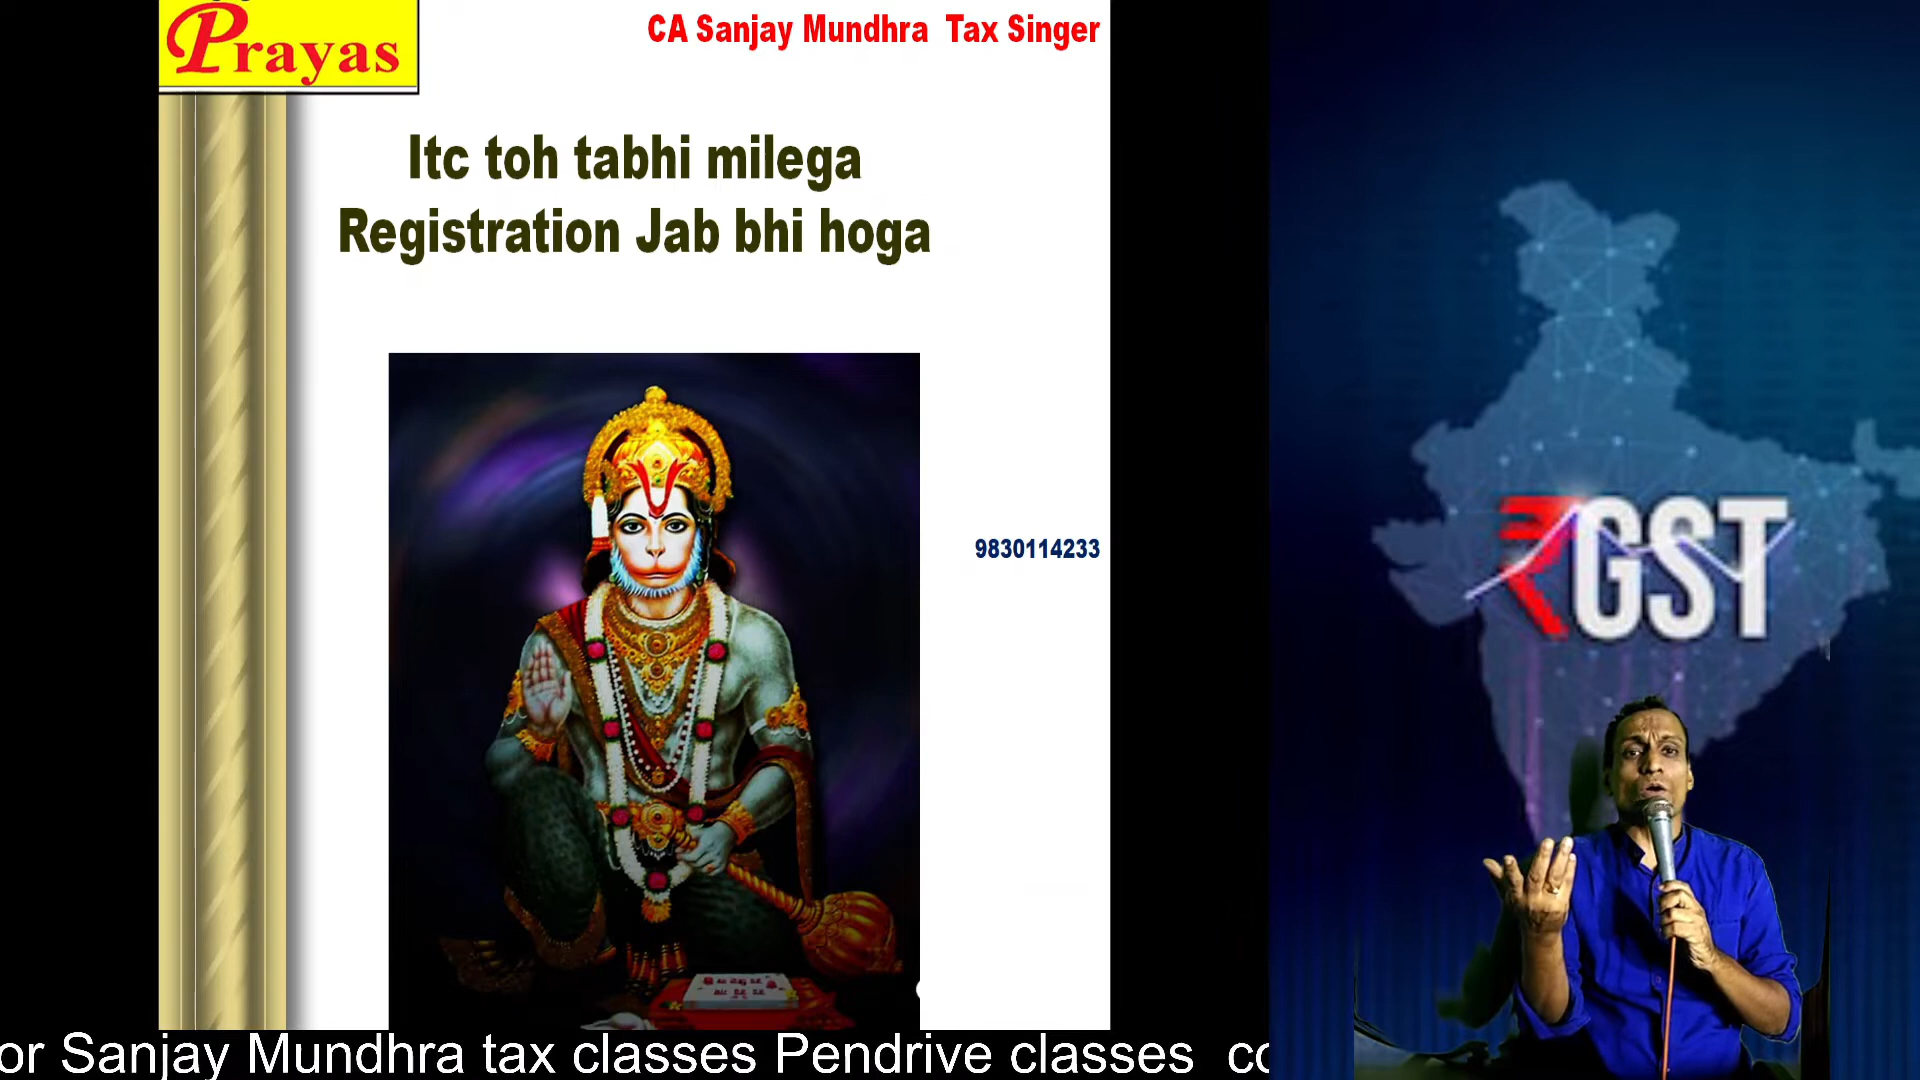 Prayas
CA Sanjay Mundhra Tax Singer
Itc toh tabhi milega
Registration Jab bhi hoga
9830114233
₹GST
or Sanjay Mundhra tax classes Pendrive classes co